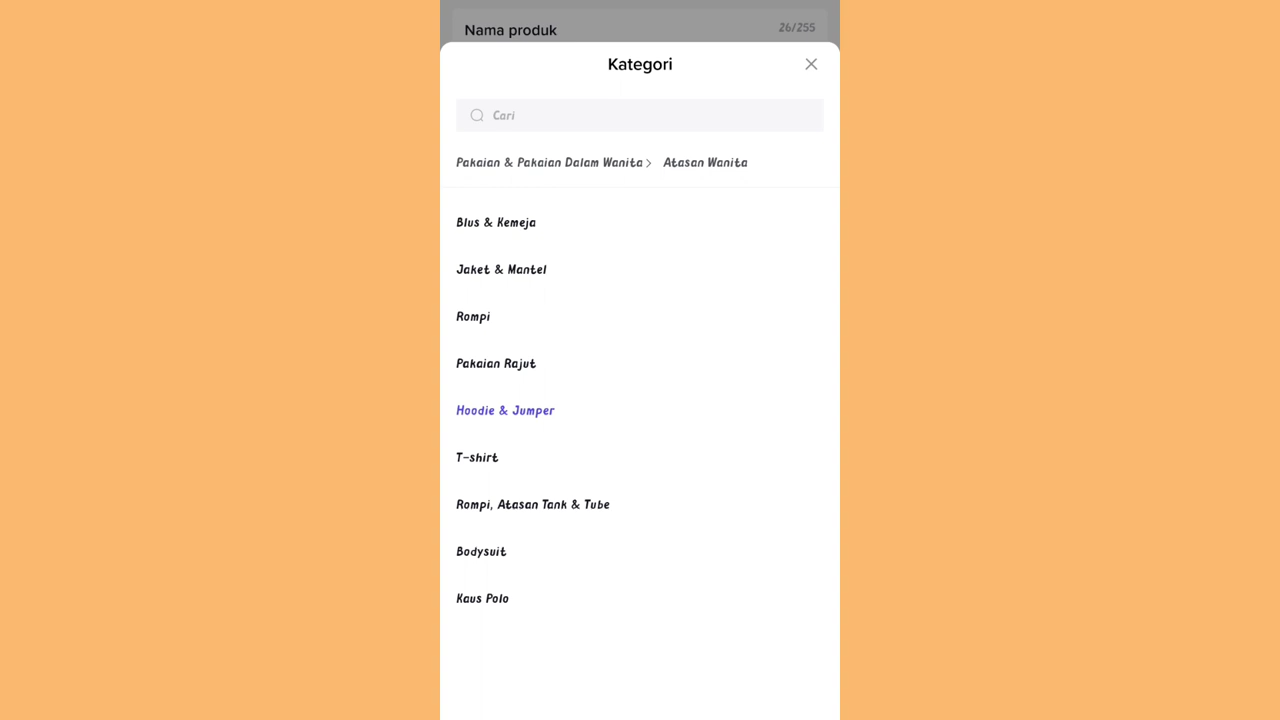 Nama produk 26/255
Kategori
Cari
Pakaian & Pakaian Dalam Wanita > Atasan Wanita
Blus & Kemeja
Jaket & Mantel
Rompi
Pakaian Rajut
Hoodie & Jumper
T-shirt
Rompi, Atasan Tank & Tube
Bodysuit
Kaus Polo